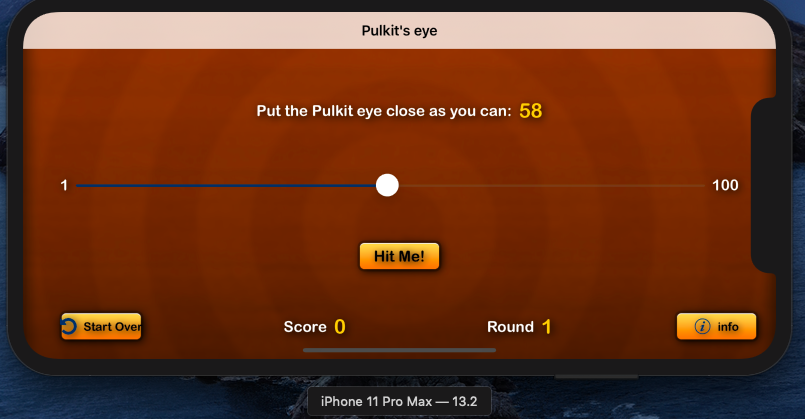 Pulkit's eye
Put the Pulkit eye close as you can: 58
1 100
Hit Me!
Start Over Score 0 Round 1 info
iPhone 11 Pro Max — 13.2